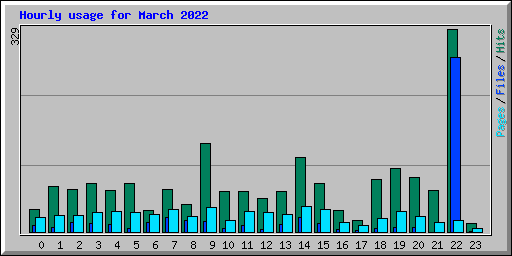 Hourly usage for March 2022
329
Pages/Files/Hits
0 1 2 3 4 5 6 7 8 9 10 11 12 13 14 15 16 17 18 19 20 21 22 23